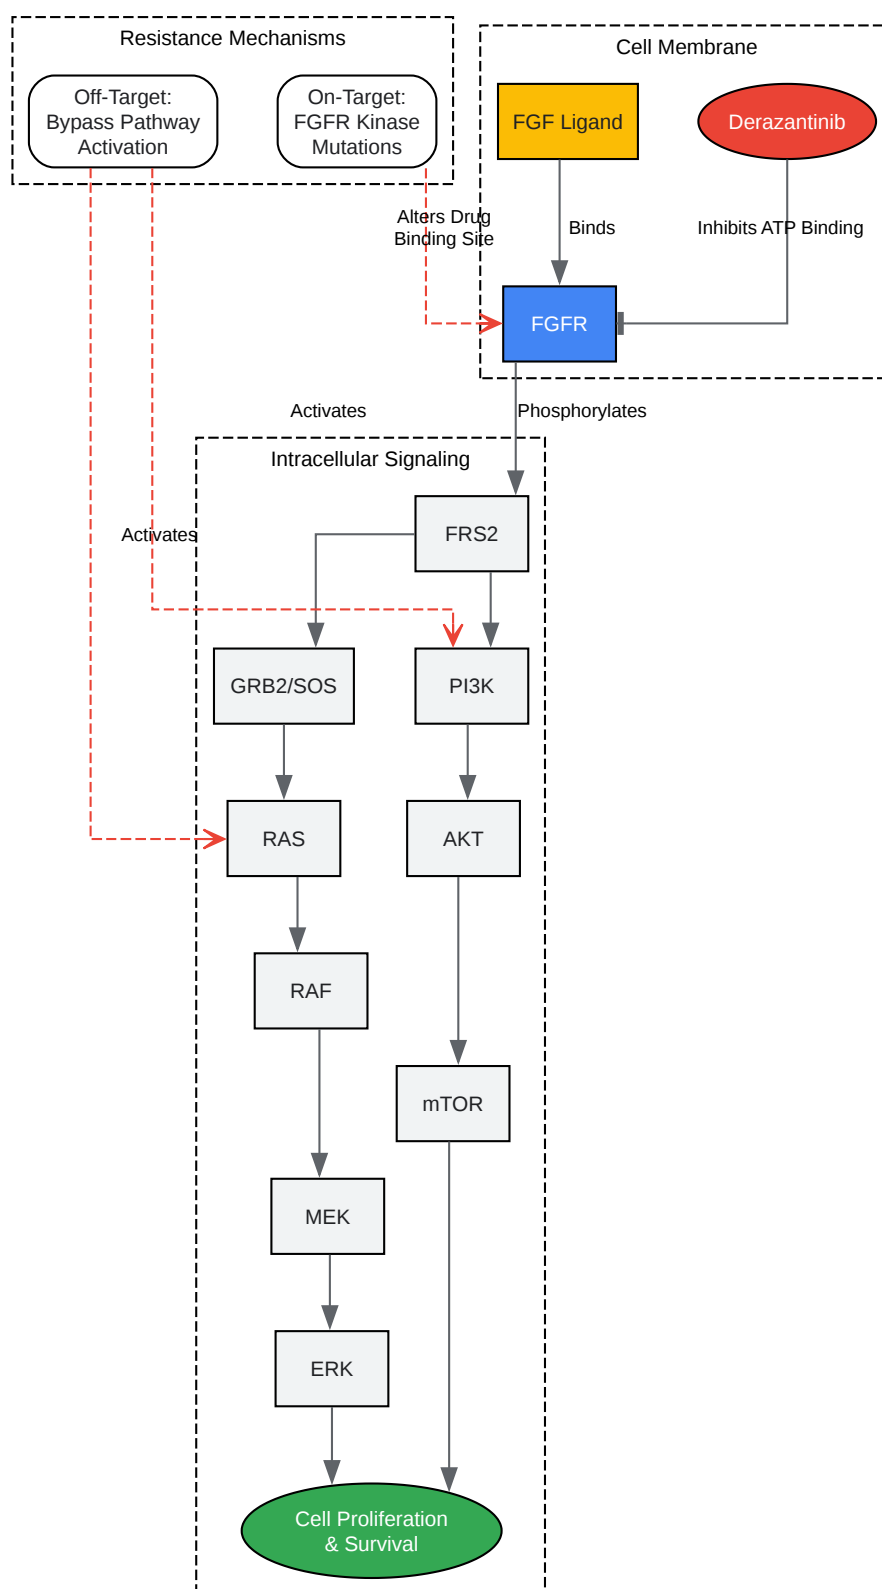 Resistance Mechanisms
Off-Target:
Bypass Pathway
Activation
On-Target:
FGFR Kinase
Mutations
Cell Membrane
FGF Ligand
Derazantinib
Alters Drug
Binding Site
Binds
Inhibits ATP Binding
FGFR
Activates
Phosphorylates
Intracellular Signaling
FRS2
Activates
GRB2/SOS
PI3K
RAS
AKT
RAF
mTOR
MEK
ERK
Cell Proliferation
& Survival